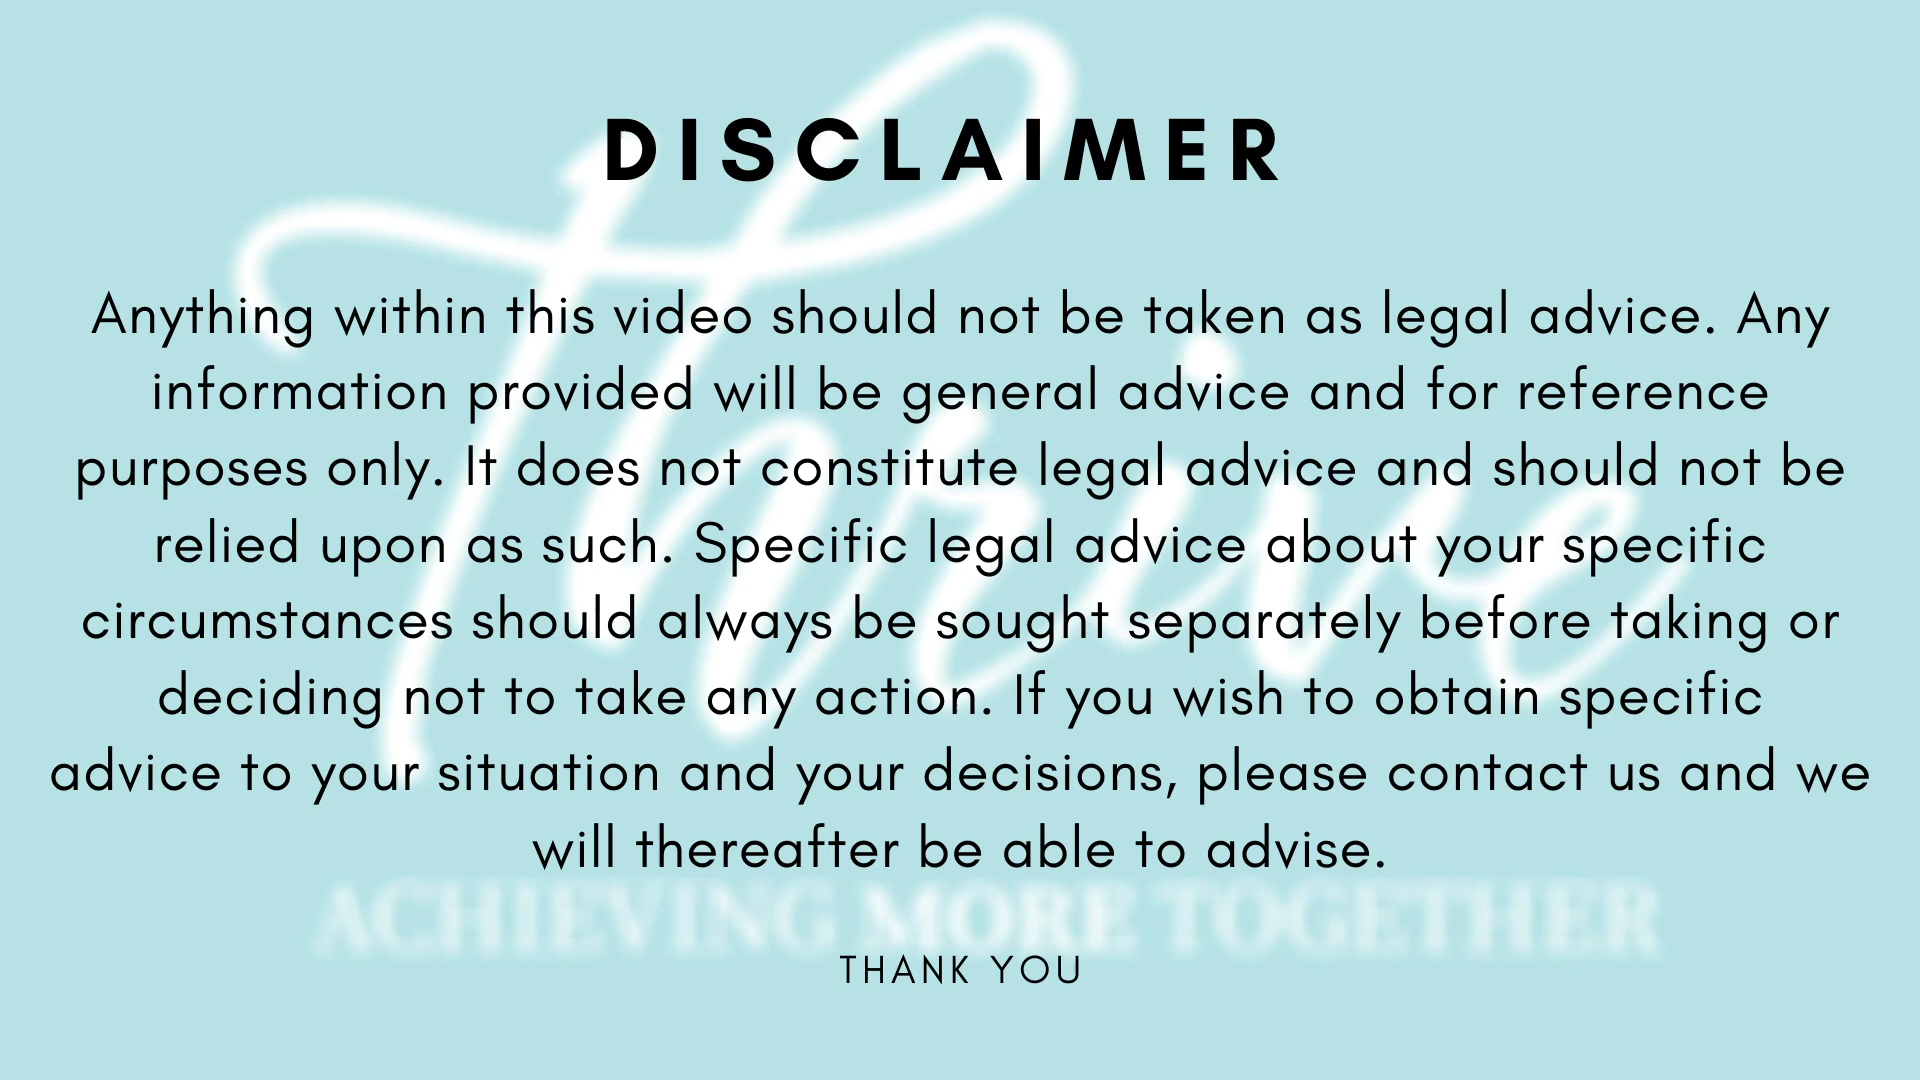 DISCLAIMER
Thrive
Anything within this video should not be taken as legal advice. Any
information provided will be general advice and for reference
purposes only. It does not constitute legal advice and should not be
relied upon as such. Specific legal advice about your specific
circumstances should always be sought separately before taking or
deciding not to take any action. If you wish to obtain specific
advice to your situation and your decisions, please contact us and we
will thereafter be able to advise.
ACHIEVING MORE TOGETHER
THANK YOU